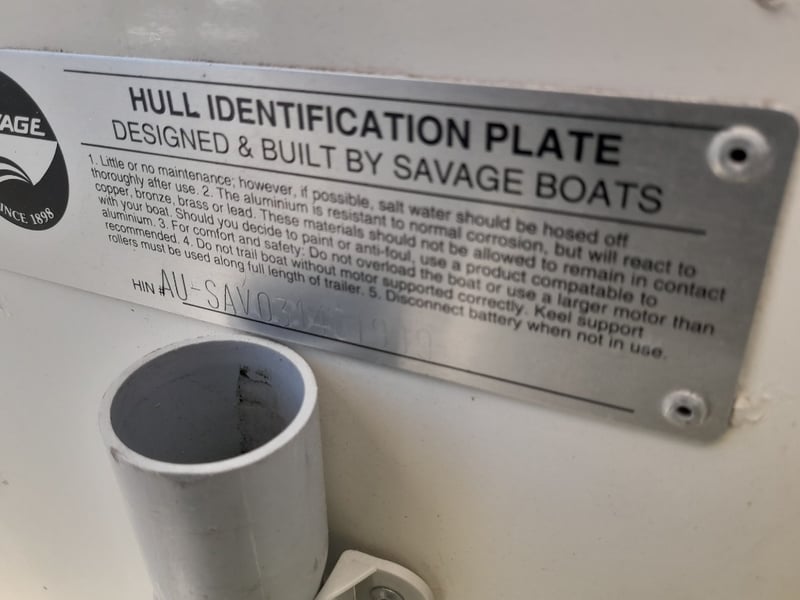 AGE
SINCE 1898
HULL IDENTIFICATION PLATE
DESIGNED & BUILT BY SAVAGE BOATS
1. Little or no maintenance; however, if possible, salt water should be hosed off
thoroughly after use. 2. The aluminium is resistant to normal corrosion, but will react to
copper, bronze, brass or lead. These materials should not be allowed to remain in contact
with your boat. Should you decide to paint or anti-foul, use a product compatable to
aluminium. 3. For comfort and safety: Do not overload the boat or use a larger motor than
recommended. 4. Do not trail boat without motor supported correctly. Keel support
rollers must be used along full length of trailer. 5. Disconnect battery when not in use.
HIN #